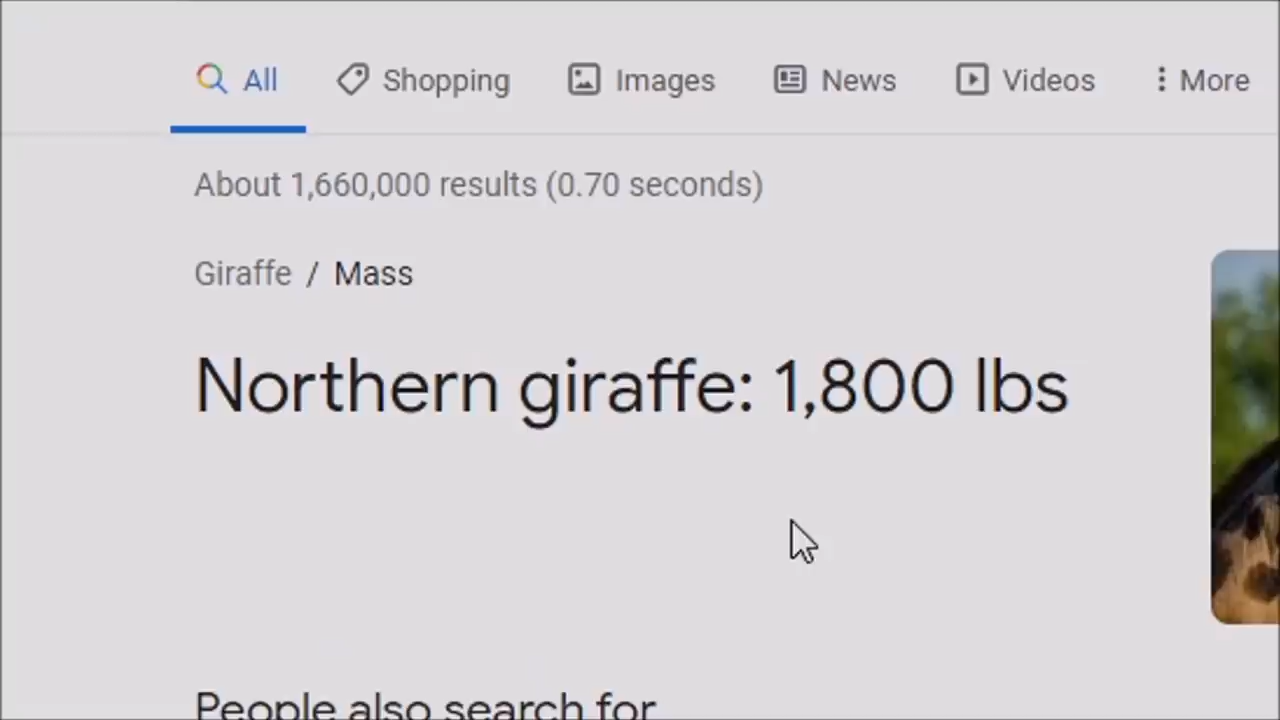 All Shopping Images News Videos More
About 1,660,000 results (0.70 seconds)
Giraffe / Mass
Northern giraffe: 1,800 lbs
People also search for